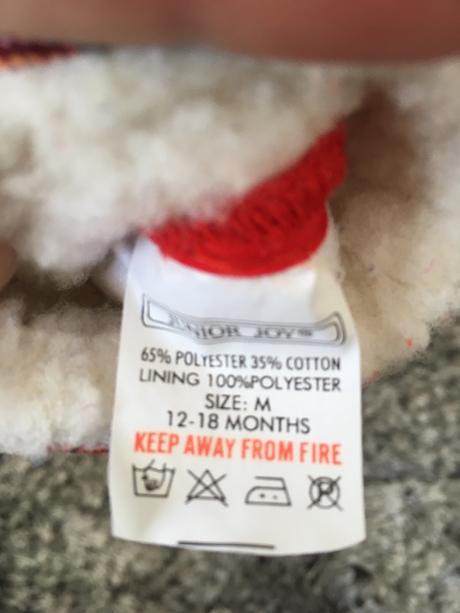 JUNIOR JOY
65% POLYESTER 35% COTTON
LINING 100%POLYESTER
SIZE: M
12-18 MONTHS
KEEP AWAY FROM FIRE